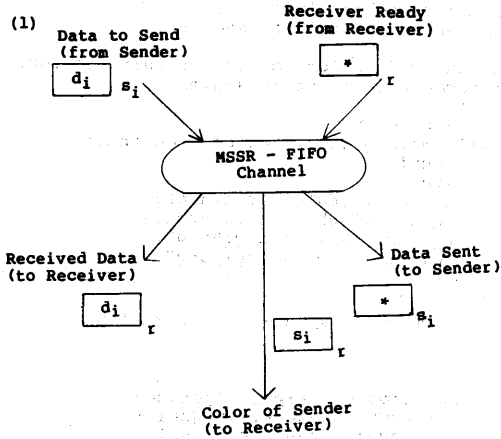 (1)
Data to Send
(from Sender)
d_i s_i
Receiver Ready
(from Receiver)
* r
MSSR - FIFO
Channel
Received Data
(to Receiver)
d_i r
Data Sent
(to Sender)
* s_i
s_i r
Color of Sender
(to Receiver)